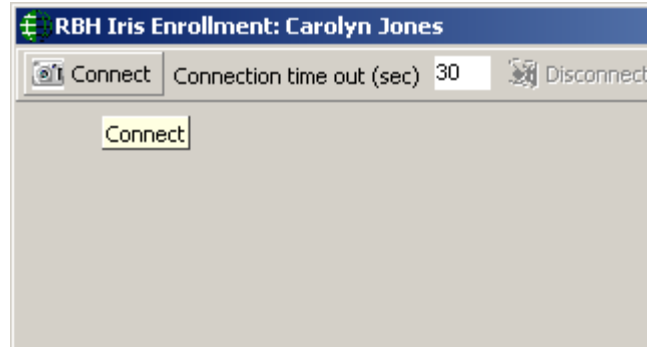 RBH Iris Enrollment: Carolyn Jones
Connect Connection time out (sec) 30 Disconnect
Connect